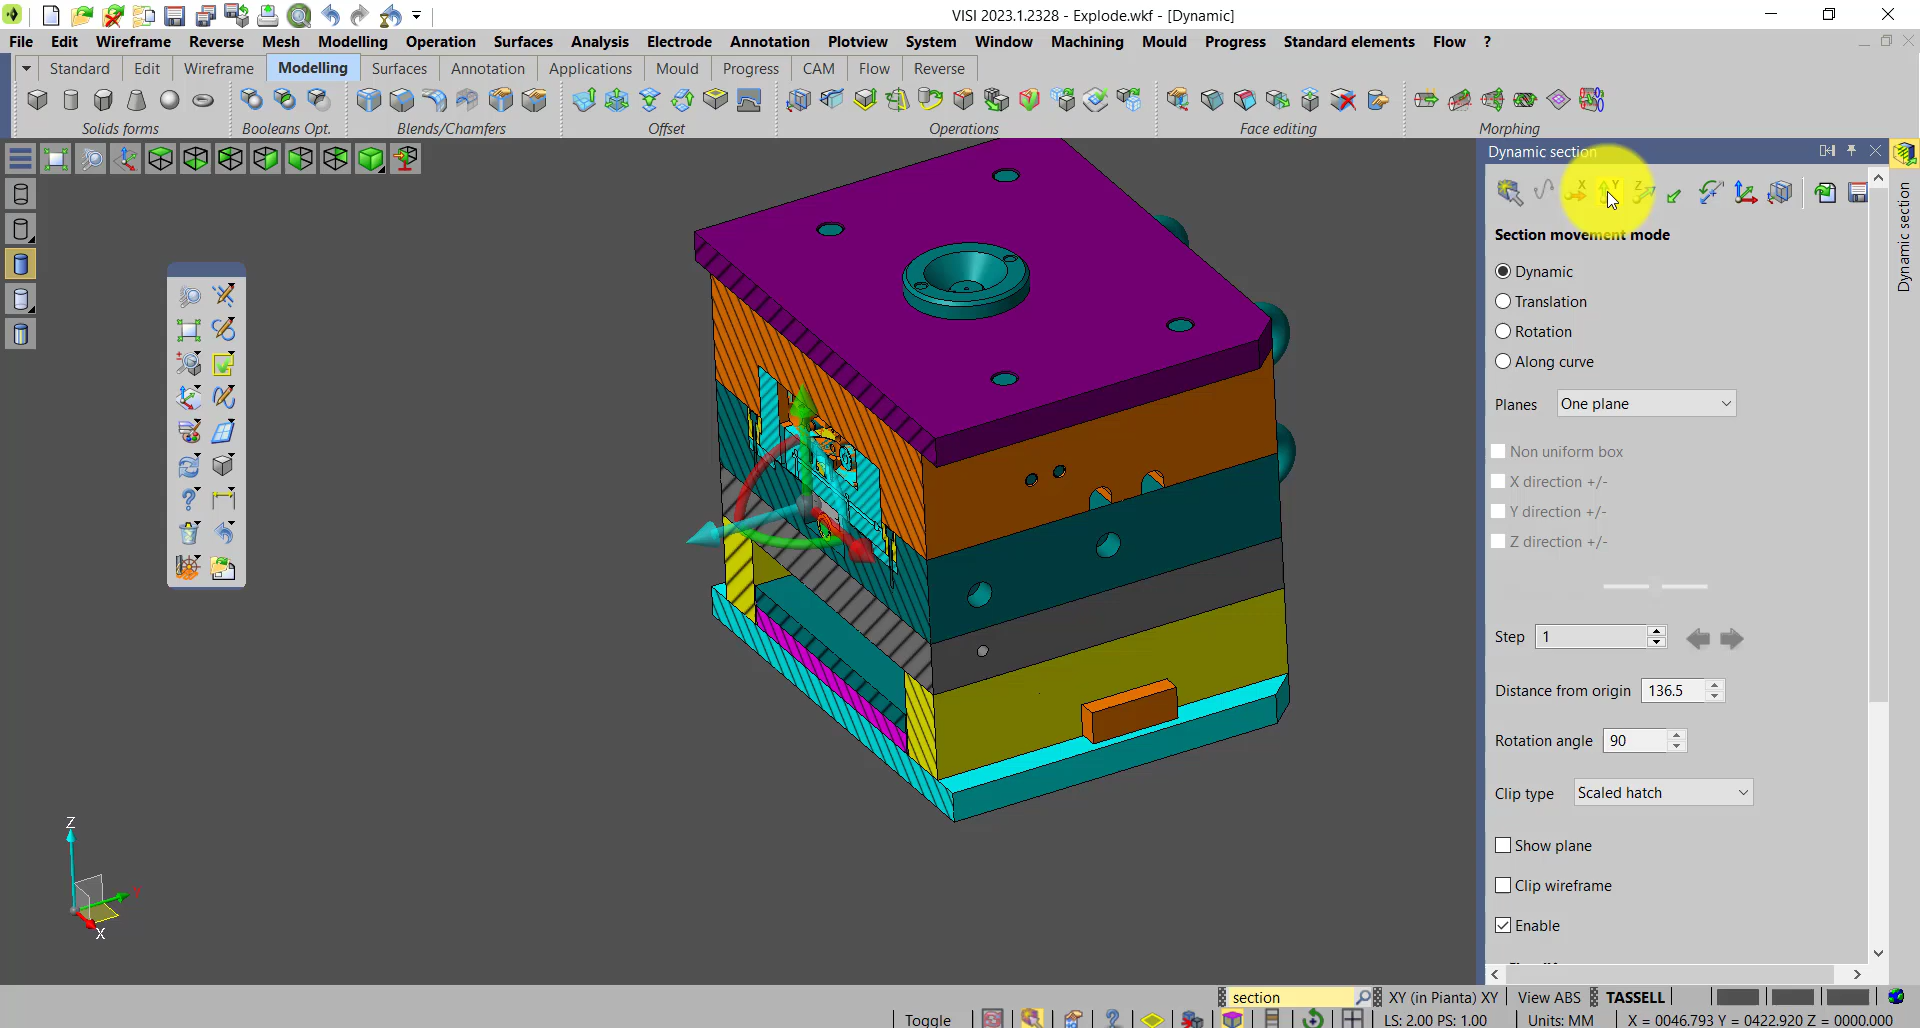 VISI 2023.1.2328 - Explode.wkf - [Dynamic]
File Edit Wireframe Reverse Mesh Modelling Operation Surfaces Analysis Electrode Annotation Plotview System Window Machining Mould Progress Standard elements Flow ?
Standard Edit Wireframe Modelling Surfaces Annotation Applications Mould Progress CAM Flow Reverse
Solids forms Booleans Opt. Blends/Chamfers Offset Operations Face editing Morphing
Dynamic section
X Y Z
Section movement mode
Dynamic
Translation
Rotation
Along curve
Planes One plane
Non uniform box
X direction +/-
Y direction +/-
Z direction +/-
Step 1
Distance from origin 136.5
Rotation angle 90
Clip type Scaled hatch
Show plane
Clip wireframe
Enable
Dynamic section
Z
Y
X
section XY (in Pianta) XY View ABS TASSELL
Toggle LS: 2.00 PS: 1.00 Units: MM X = 0046.793 Y = 0422.920 Z = 0000.000